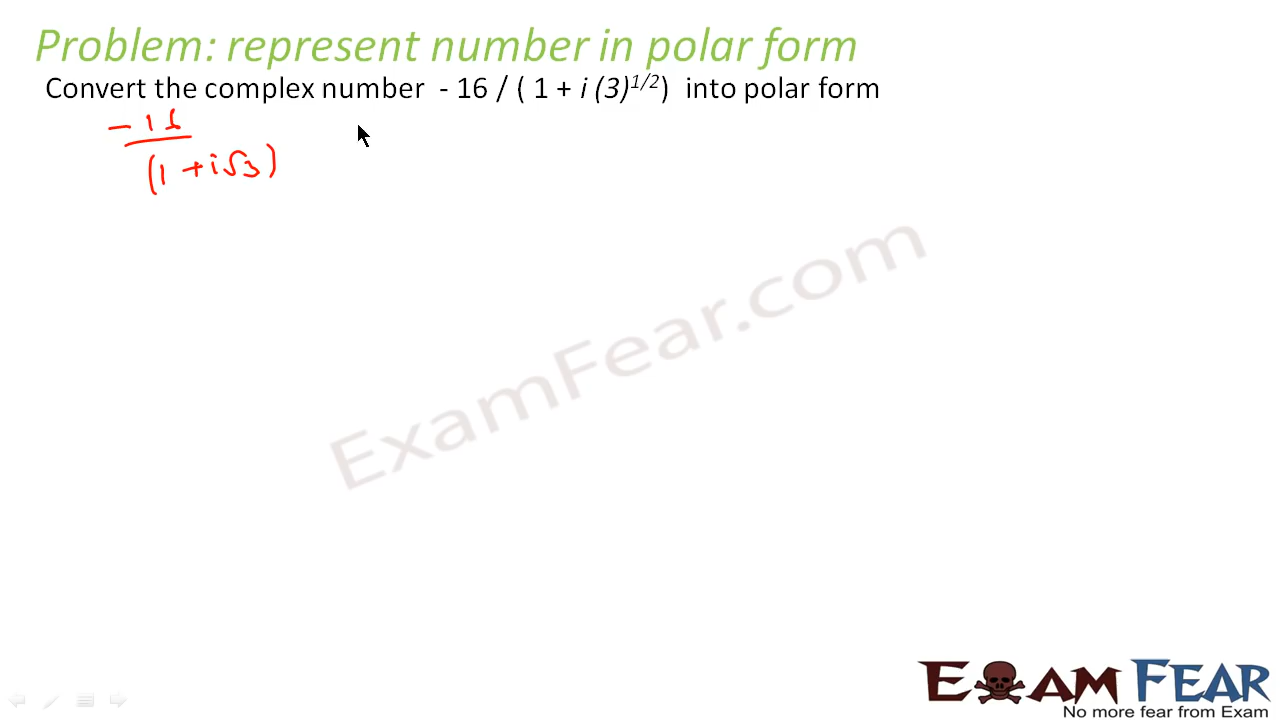 Problem: represent number in polar form
Convert the complex number - 16 / ( 1 + i (3)^1/2) into polar form
-16
(1 + i√3)
ExamFear.com
EXAM FEAR
No more fear from Exam